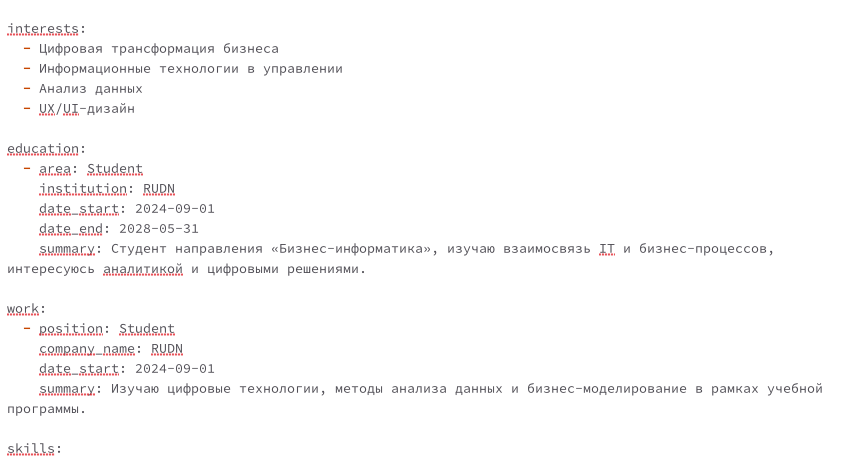 interests:
- Цифровая трансформация бизнеса
- Информационные технологии в управлении
- Анализ данных
- UX/UI-дизайн
education:
- area: Student
institution: RUDN
date_start: 2024-09-01
date_end: 2028-05-31
summary: Студент направления «Бизнес-информатика», изучаю взаимосвязь IT и бизнес-процессов,
интересуюсь аналитикой и цифровыми решениями.
work:
- position: Student
company_name: RUDN
date_start: 2024-09-01
summary: Изучаю цифровые технологии, методы анализа данных и бизнес-моделирование в рамках учебной
программы.
skills: